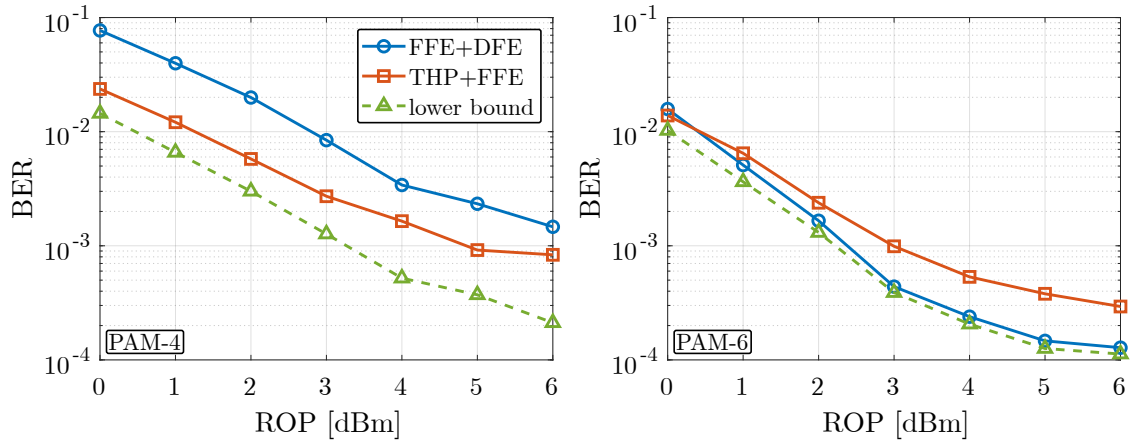 10^-1
10^-2
10^-3
10^-4
BER
FFE+DFE
THP+FFE
lower bound
PAM-4
0 1 2 3 4 5 6
ROP [dBm]
10^-1
10^-2
10^-3
10^-4
BER
PAM-6
0 1 2 3 4 5 6
ROP [dBm]